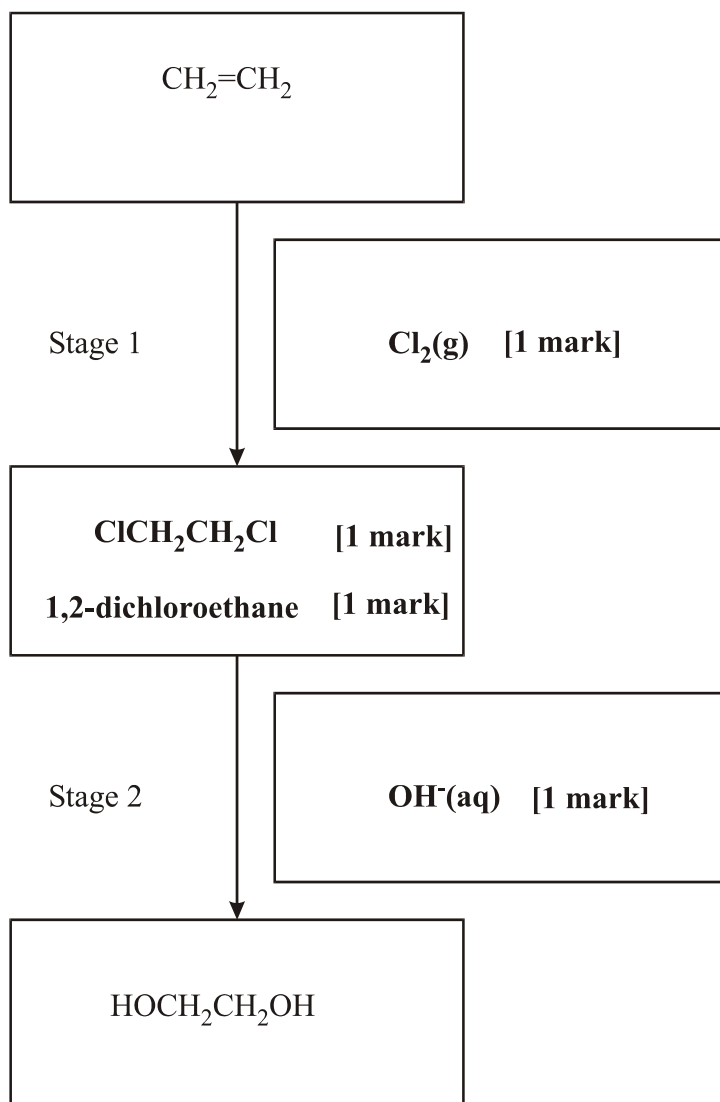 CH₂=CH₂
Stage 1
Cl₂(g) [1 mark]
ClCH₂CH₂Cl [1 mark]
1,2-dichloroethane [1 mark]
Stage 2
OH⁻(aq) [1 mark]
HOCH₂CH₂OH